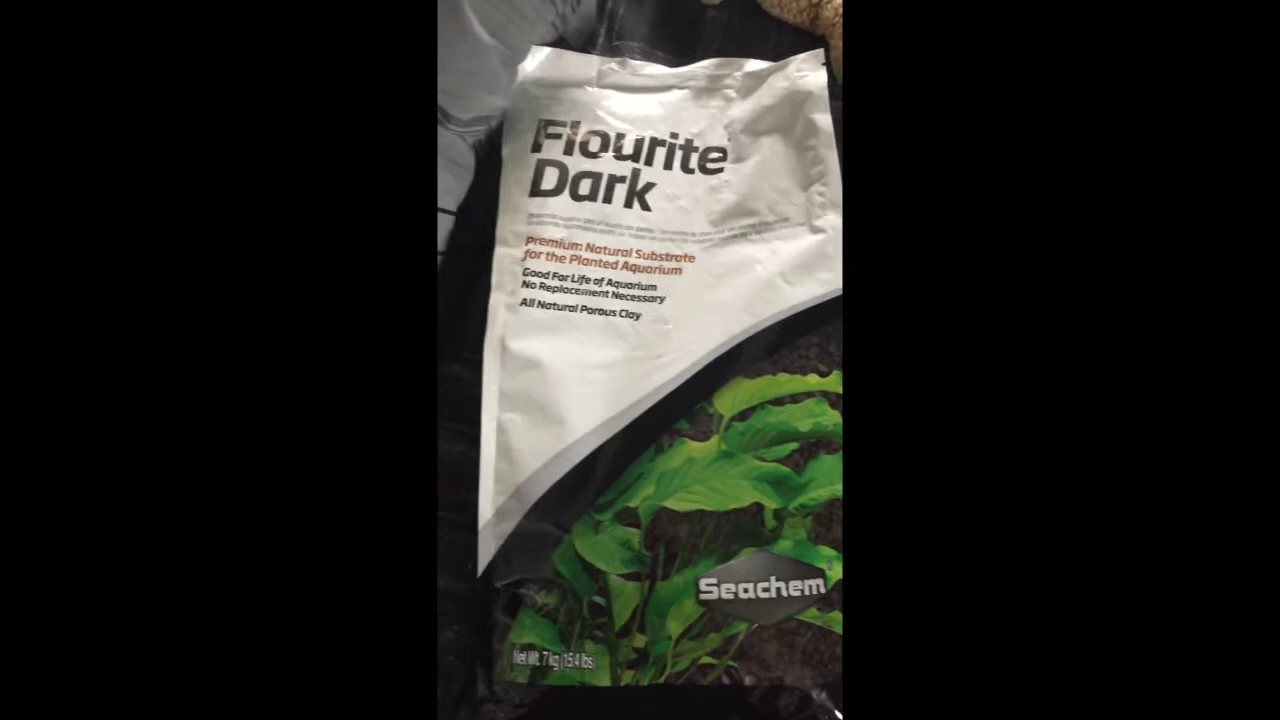 Flourite
Dark
Premium Natural Substrate
for the Planted Aquarium
Good For Life of Aquarium
No Replacement Necessary
All Natural Porous Clay
Seachem
Net Wt. 7 kg (15.4 lbs